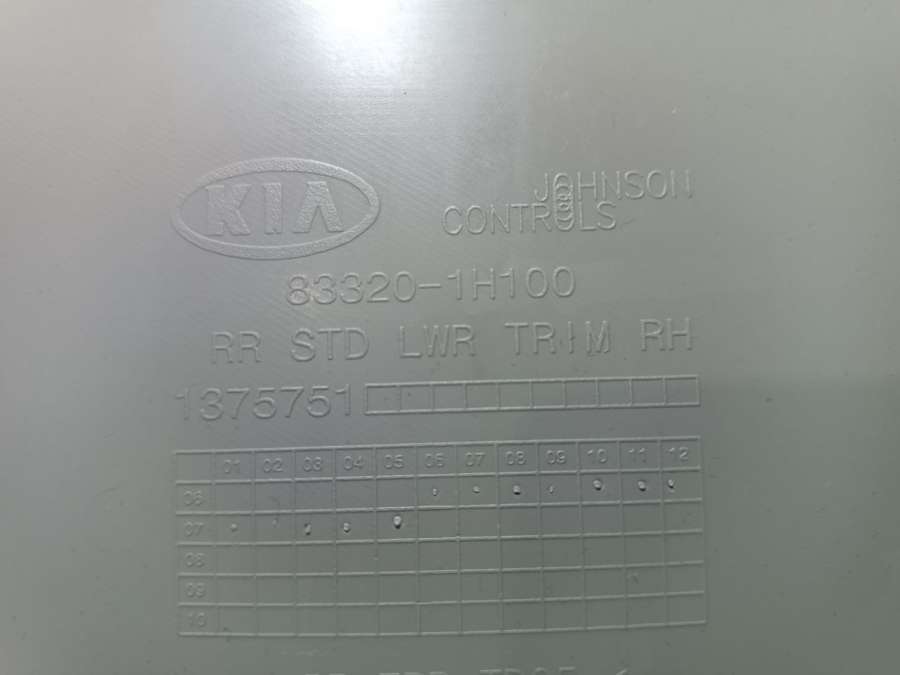 KIA
JOHNSON
CONTROLS
83320-1H100
RR STD LWR TRIM RH
1375751
01 02 03 04 05 06 07 08 09 10 11 12
06
07
08
09
10